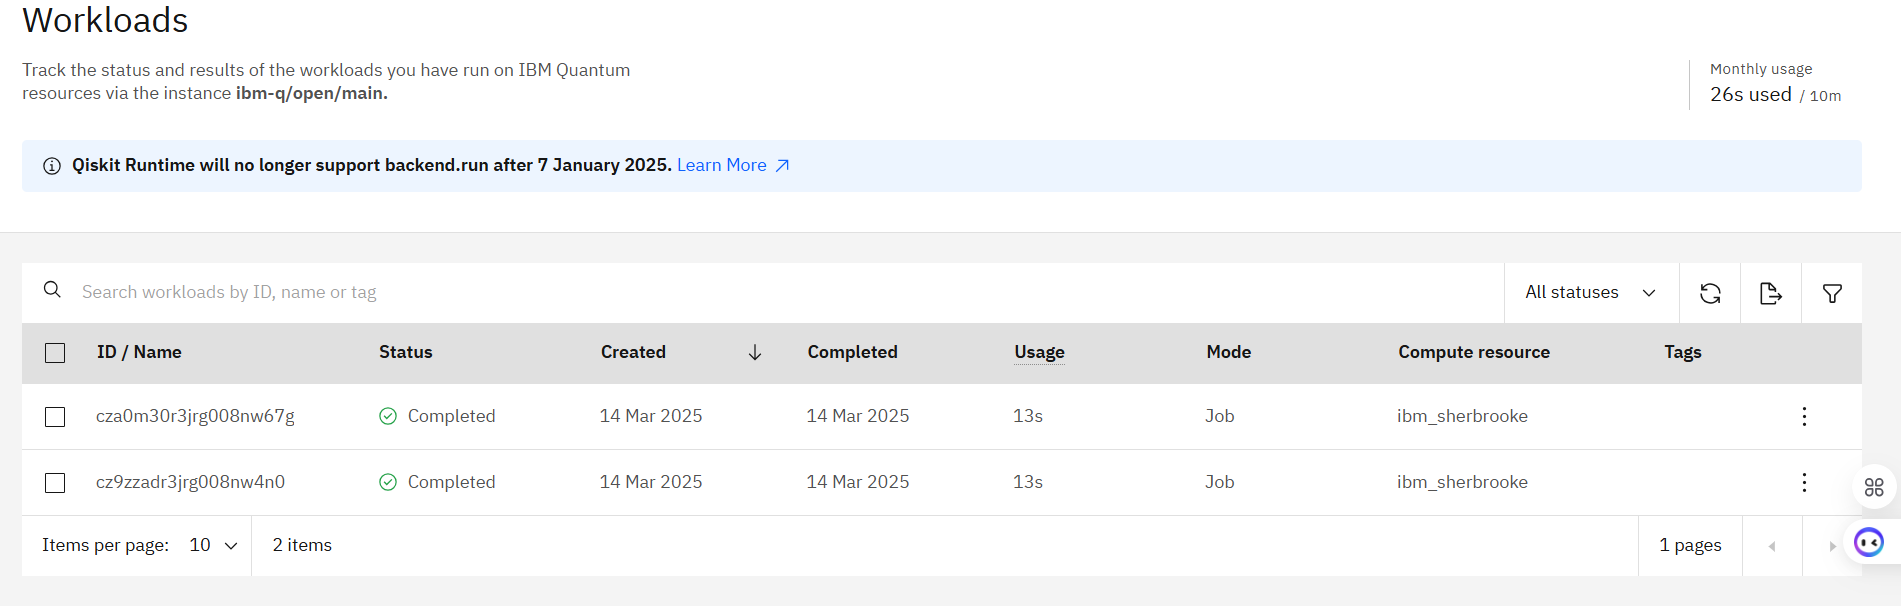 Workloads
Track the status and results of the workloads you have run on IBM Quantum
resources via the instance ibm-q/open/main.
Monthly usage
26s used / 10m
Qiskit Runtime will no longer support backend.run after 7 January 2025. Learn More
Search workloads by ID, name or tag
All statuses
ID / Name Status Created Completed Usage Mode Compute resource Tags
cza0m30r3jrg008nw67g Completed 14 Mar 2025 14 Mar 2025 13s Job ibm_sherbrooke
cz9zzadr3jrg008nw4n0 Completed 14 Mar 2025 14 Mar 2025 13s Job ibm_sherbrooke
Items per page: 10 2 items 1 pages